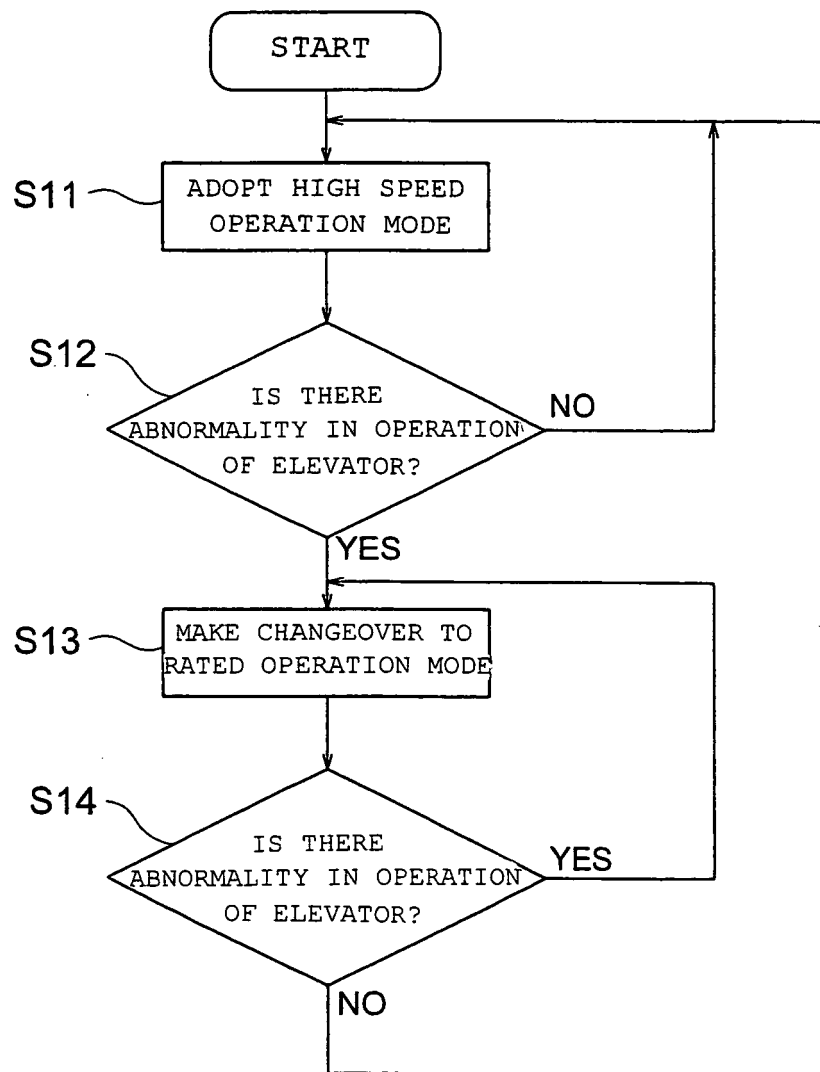 START
S11
ADOPT HIGH SPEED
OPERATION MODE
S12
IS THERE
ABNORMALITY IN OPERATION
OF ELEVATOR?
NO
YES
S13
MAKE CHANGEOVER TO
RATED OPERATION MODE
S14
IS THERE
ABNORMALITY IN OPERATION
OF ELEVATOR?
YES
NO